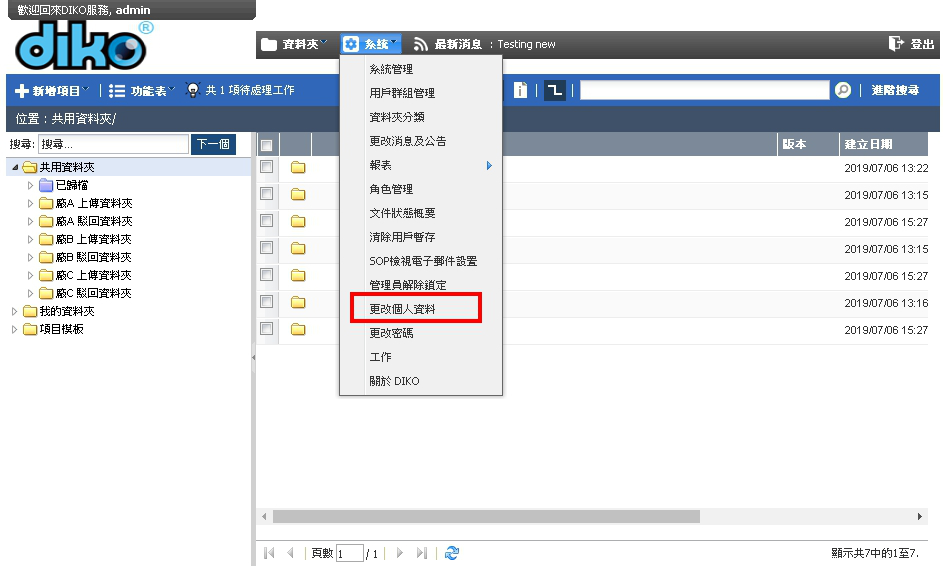 歡迎回來DIKO服務, admin
diko®
資料夾 系統 最新消息 : Testing new 登出
新增項目 功能表 共 1 項待處理工作 進階搜尋
位置 : 共用資料夾/
搜尋: 搜尋... 下一個
版本 建立日期
共用資料夾
已歸檔
廠A 上傳資料夾
廠A 駁回資料夾
廠B 上傳資料夾
廠B 駁回資料夾
廠C 上傳資料夾
廠C 駁回資料夾
我的資料夾
項目模板
系統管理
用戶群組管理
資料夾分類
更改消息及公告
報表
角色管理
文件狀態概要
清除用戶暫存
SOP檢視電子郵件設置
管理員解除鎖定
更改個人資料
更改密碼
工作
關於 DIKO
2019/07/06 13:22
2019/07/06 13:15
2019/07/06 15:27
2019/07/06 13:15
2019/07/06 15:27
2019/07/06 13:16
2019/07/06 15:27
頁數 1 / 1
顯示共7中的1至7.